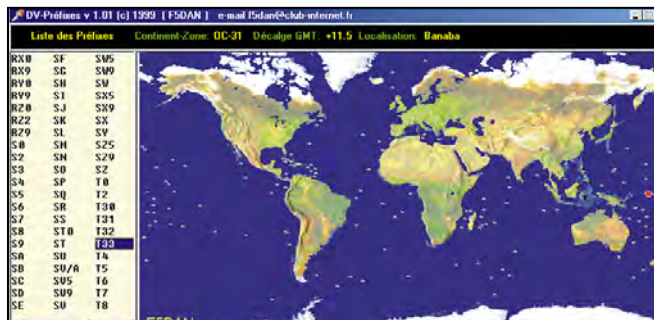 DV-Préfixes v 1.01 (c) 1999 [ F5DAN ] e-mail f5dan@club-internet.fr
Liste des Préfixes Continent-Zone: OC-31 Décalge GMT: +11.5 Localisation: Banaba
RX0 SF SW5
RX9 SG SW9
RY0 SH SW
RY9 SI SX5
RZ0 SJ SX9
RZ2 SK SX
RZ9 SL SY
S0 SM SZ5
S2 SN SZ9
S3 SO SZ
S4 SP T0
S5 SQ T2
S6 SR T30
S7 SS T31
S8 ST0 T32
S9 ST T33
SA SU T4
SB SV/A T5
SC SV5 T6
SD SV9 T7
SE SV T8
F5DAN